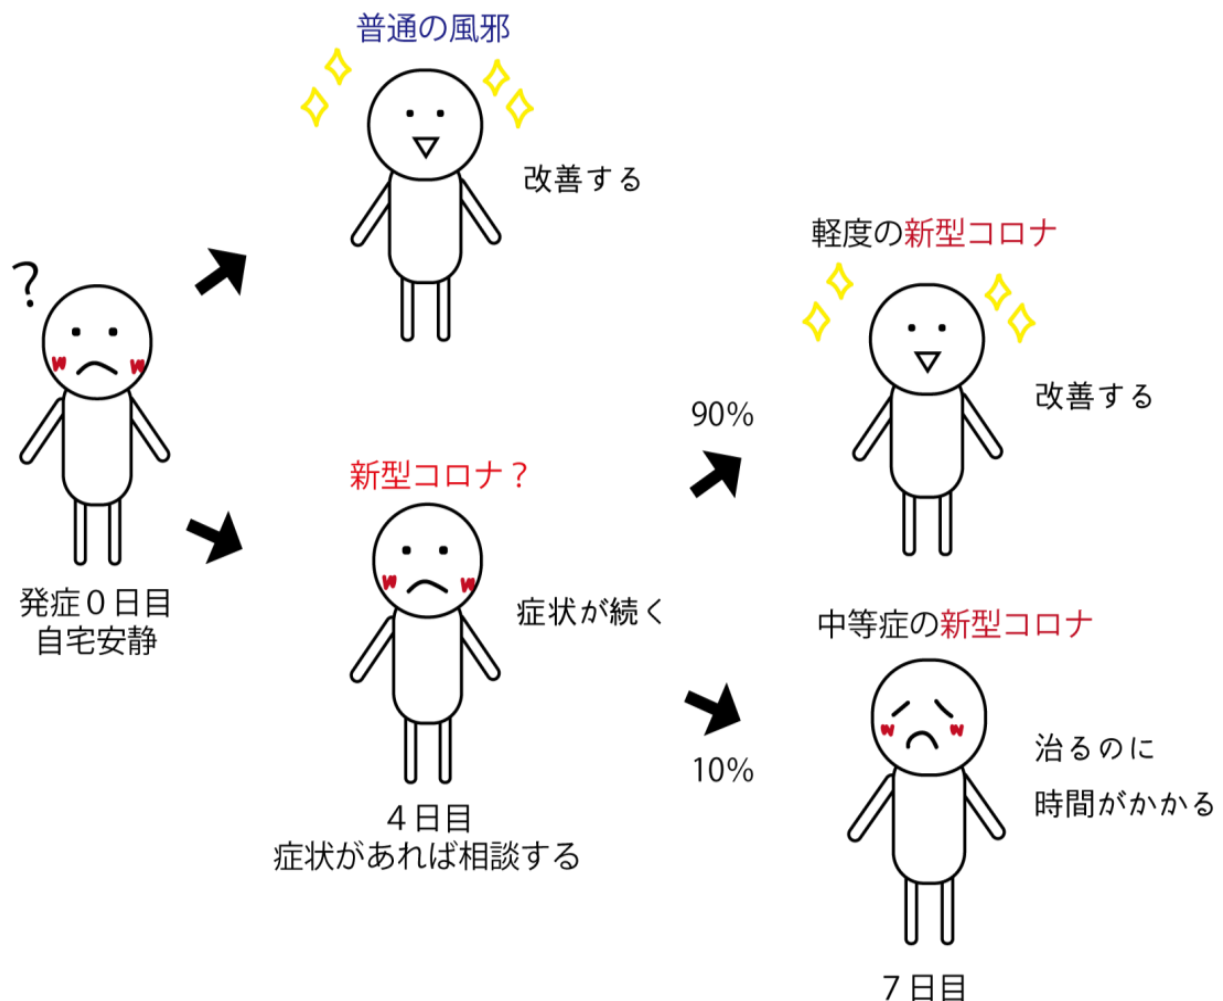 普通の風邪
改善する
?
発症０日目
自宅安静
新型コロナ？
症状が続く
４日目
症状があれば相談する
90%
軽度の新型コロナ
改善する
10%
中等症の新型コロナ
治るのに
時間がかかる
７日目